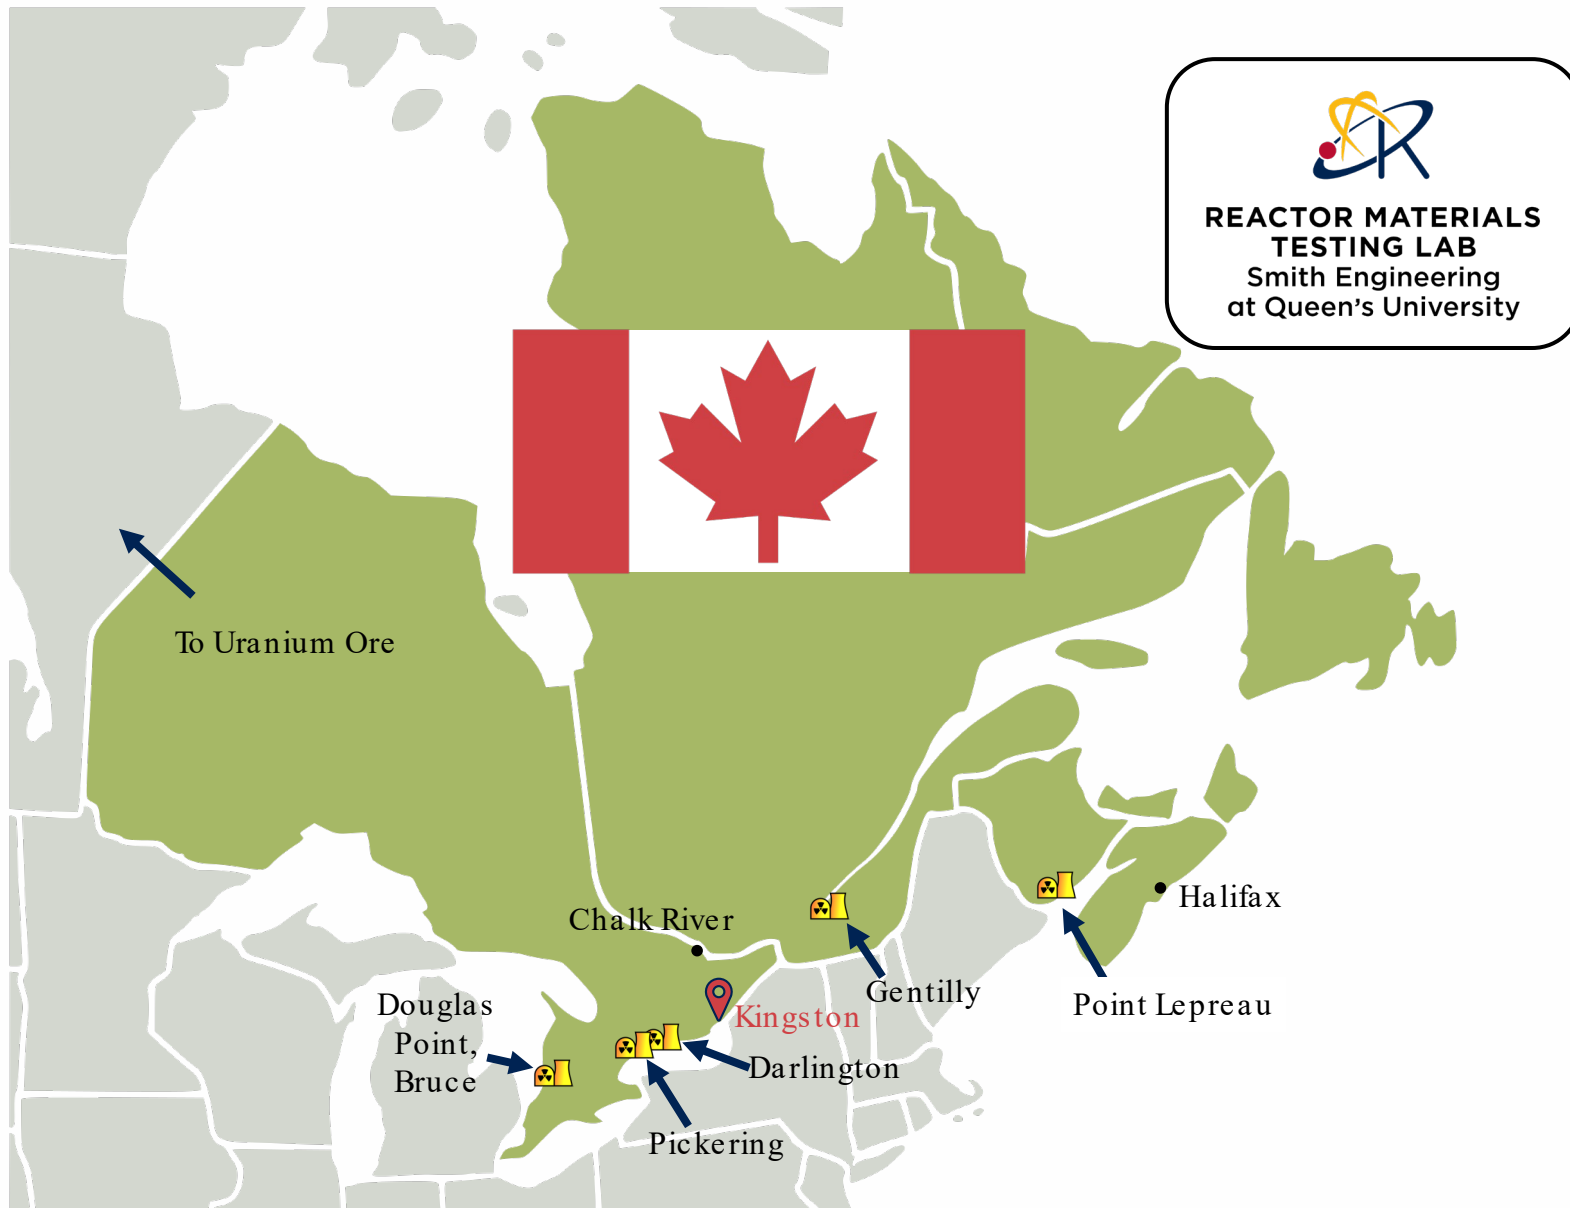 REACTOR MATERIALS
TESTING LAB
Smith Engineering
at Queen's University
To Uranium Ore
Chalk River
Halifax
Gentilly
Point Lepreau
Douglas
Point,
Bruce
Kingston
Darlington
Pickering